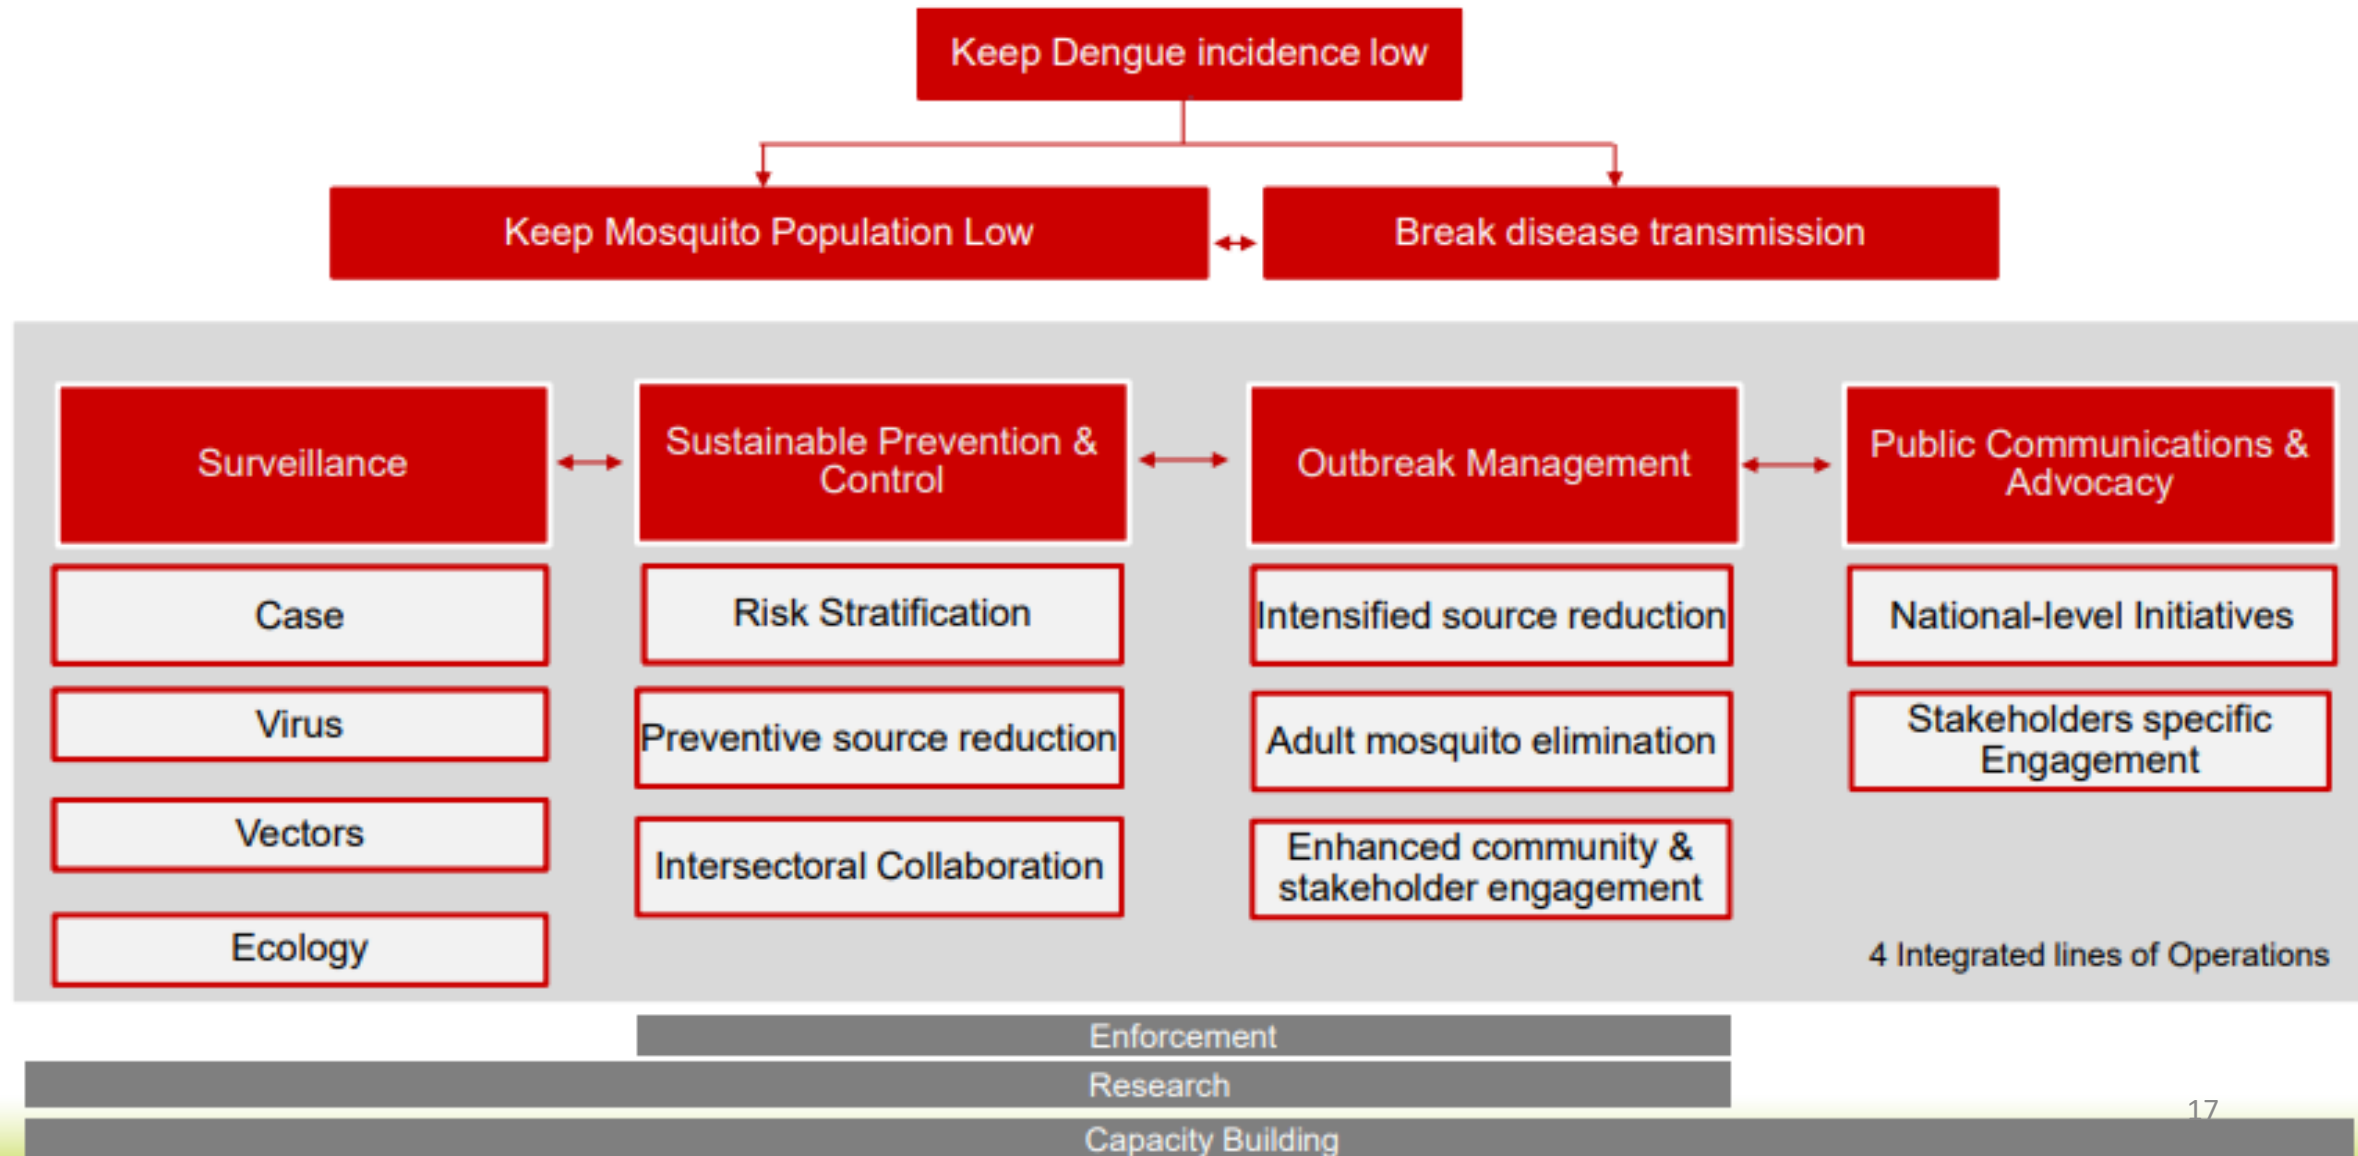 Keep Dengue incidence low
Keep Mosquito Population Low
Break disease transmission
Surveillance
Sustainable Prevention &
Control
Outbreak Management
Public Communications &
Advocacy
Case
Virus
Vectors
Ecology
Risk Stratification
Preventive source reduction
Intersectoral Collaboration
Intensified source reduction
Adult mosquito elimination
Enhanced community &
stakeholder engagement
National-level Initiatives
Stakeholders specific
Engagement
4 Integrated lines of Operations
Enforcement
Research
17
Capacity Building